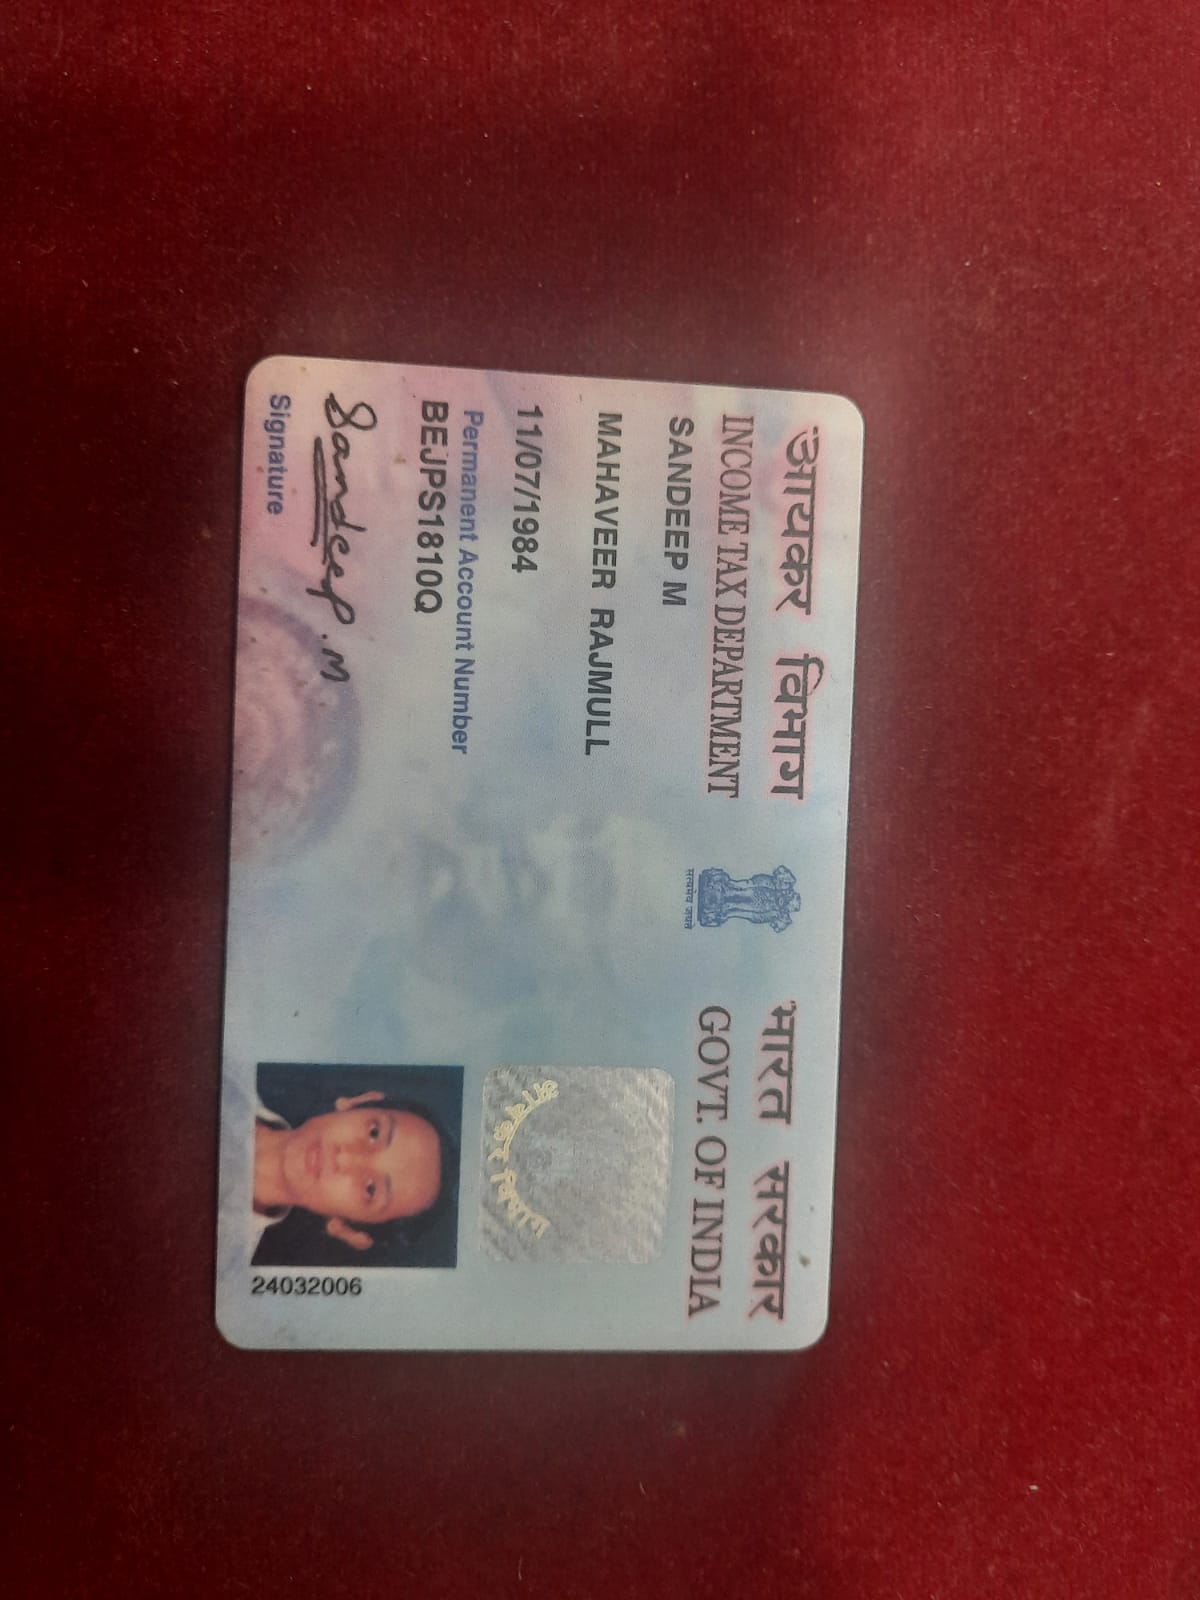 आयकर विभाग
INCOME TAX DEPARTMENT
सत्यमेव जयते
भारत सरकार
GOVT. OF INDIA
SANDEEP M
MAHAVEER RAJMULL
11/07/1984
Permanent Account Number
BEJPS1810Q
Sandeep. M
Signature
आयकर विभाग
24032006